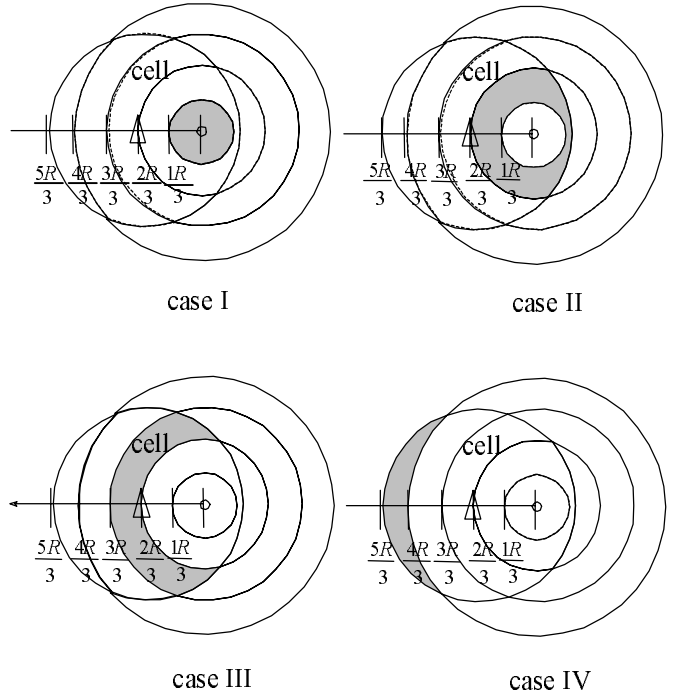 cell
cell
5R/3 4R/3 3R/3 2R/3 1R/3
5R/3 4R/3 3R/3 2R/3 1R/3
case I
case II
cell
cell
5R/3 4R/3 3R/3 2R/3 1R/3
5R/3 4R/3 3R/3 2R/3 1R/3
case III
case IV